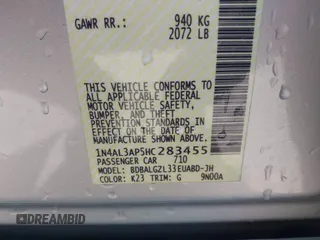 GAWR RR.: 940 KG
2072 LB
THIS VEHICLE CONFORMS TO ALL
APPLICABLE FEDERAL
MOTOR VEHICLE SAFETY, BUMPER,
AND THEFT PREVENTION
STANDARDS IN EFFECT ON THE
DATE OF MANUFACTURE
SHOWN ABOVE.
1N4AL3AP5HC283455
PASSENGER CAR 710
MODEL: BDBALGZL33EUABD-JH
COLOR: K23 TRIM: G 9N00A
©AUTOBIDMD